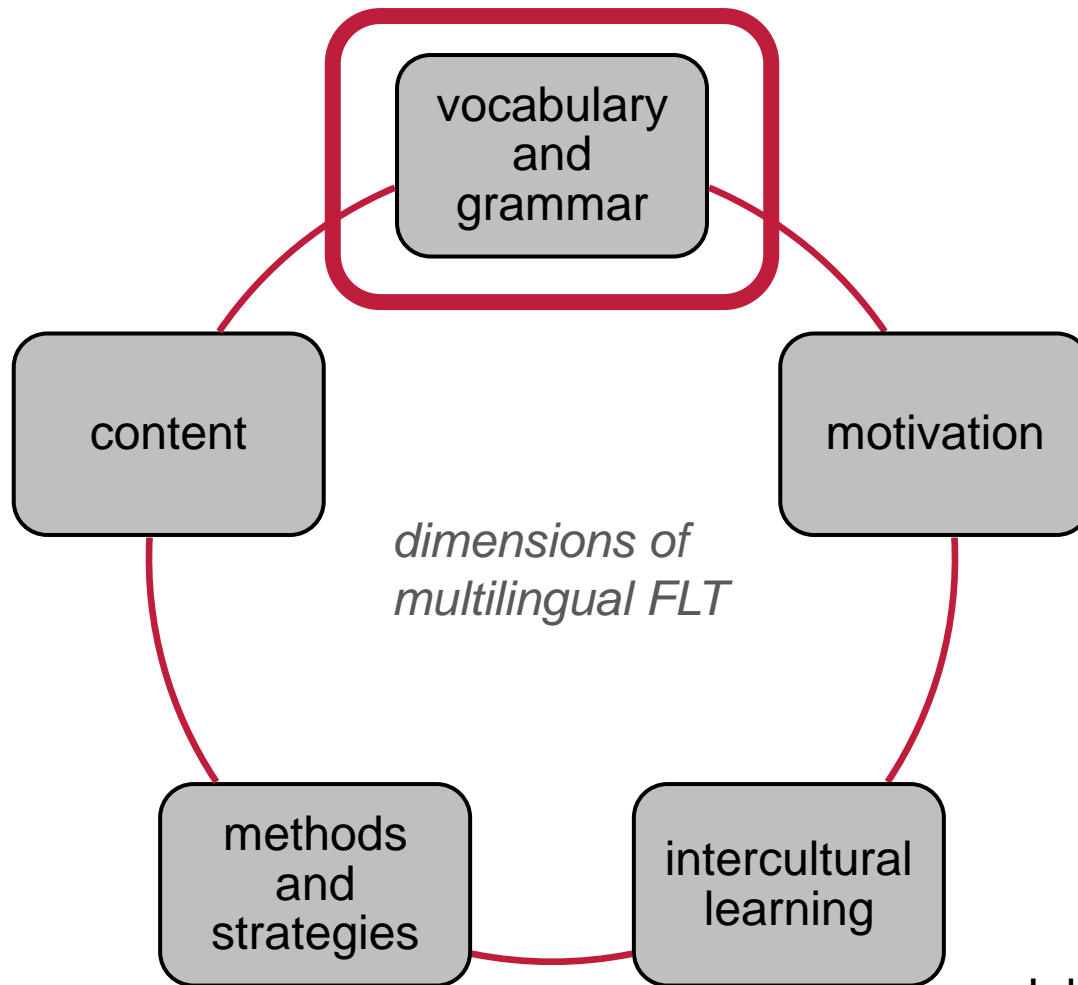 vocabulary
and
grammar
content
motivation
dimensions of
multilingual FLT
methods
and
strategies
intercultural
learning